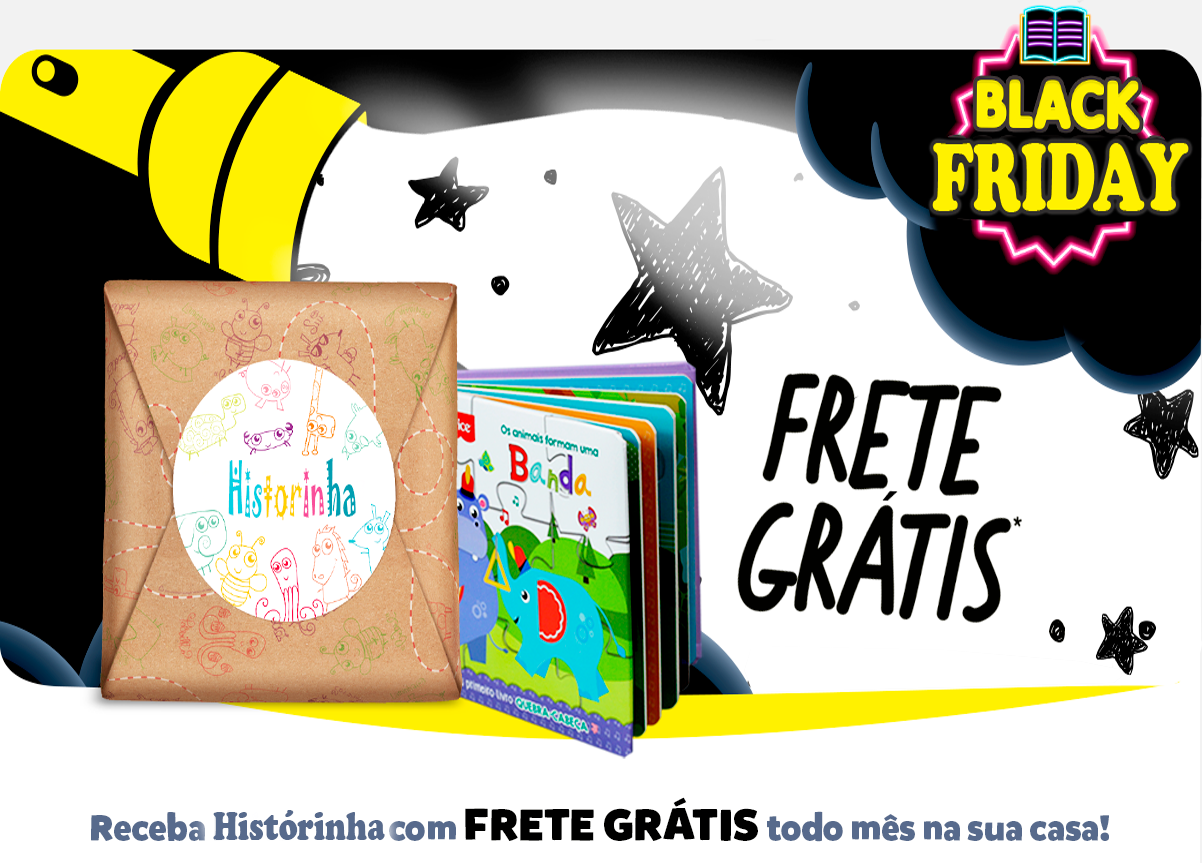 BLACK
FRIDAY
FRETE
GRÁTIS*
Historinha
Os animais formam uma
Banda
PRIMEIRO LIVRO QUEBRA-CABEÇA
Receba Histórinha com FRETE GRÁTIS todo mês na sua casa!